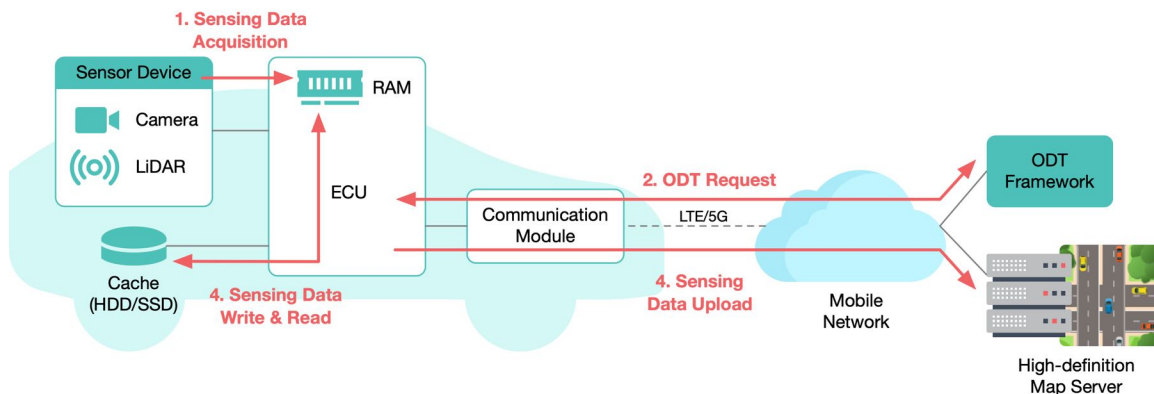 1. Sensing Data
Acquisition
Sensor Device
Camera
LiDAR
RAM
ECU
Cache
(HDD/SSD)
4. Sensing Data
Write & Read
Communication
Module
2. ODT Request
LTE/5G
4. Sensing
Data Upload
Mobile
Network
ODT
Framework
High-definition
Map Server